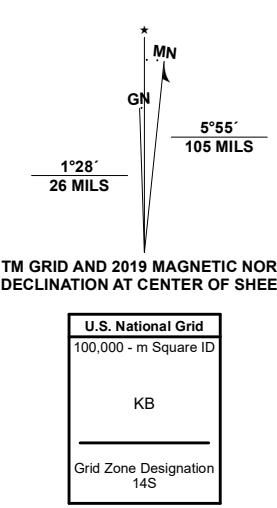 ★
MN
GN
5°55´
105 MILS
1°28´
26 MILS
TM GRID AND 2019 MAGNETIC NOR
DECLINATION AT CENTER OF SHEE
U.S. National Grid
100,000 - m Square ID
KB
Grid Zone Designation
14S